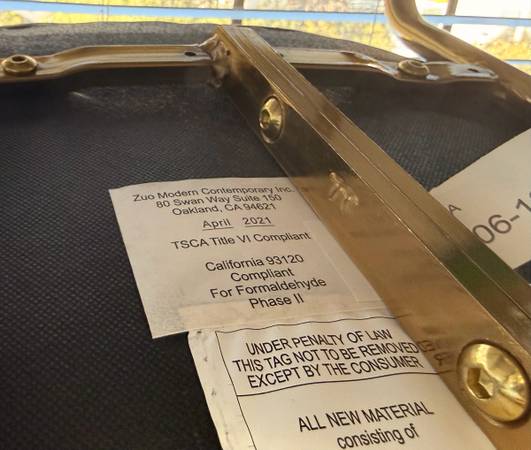 Zuo Modern Contemporary Inc.
80 Swan Way Suite 150
Oakland, CA 94621
April 2021
TSCA Title VI Compliant
California 93120
Compliant
For Formaldehyde
Phase II
UNDER PENALTY OF LAW
THIS TAG NOT TO BE REMOVED
EXCEPT BY THE CONSUMER
ALL NEW MATERIAL
consisting of
A
06-1